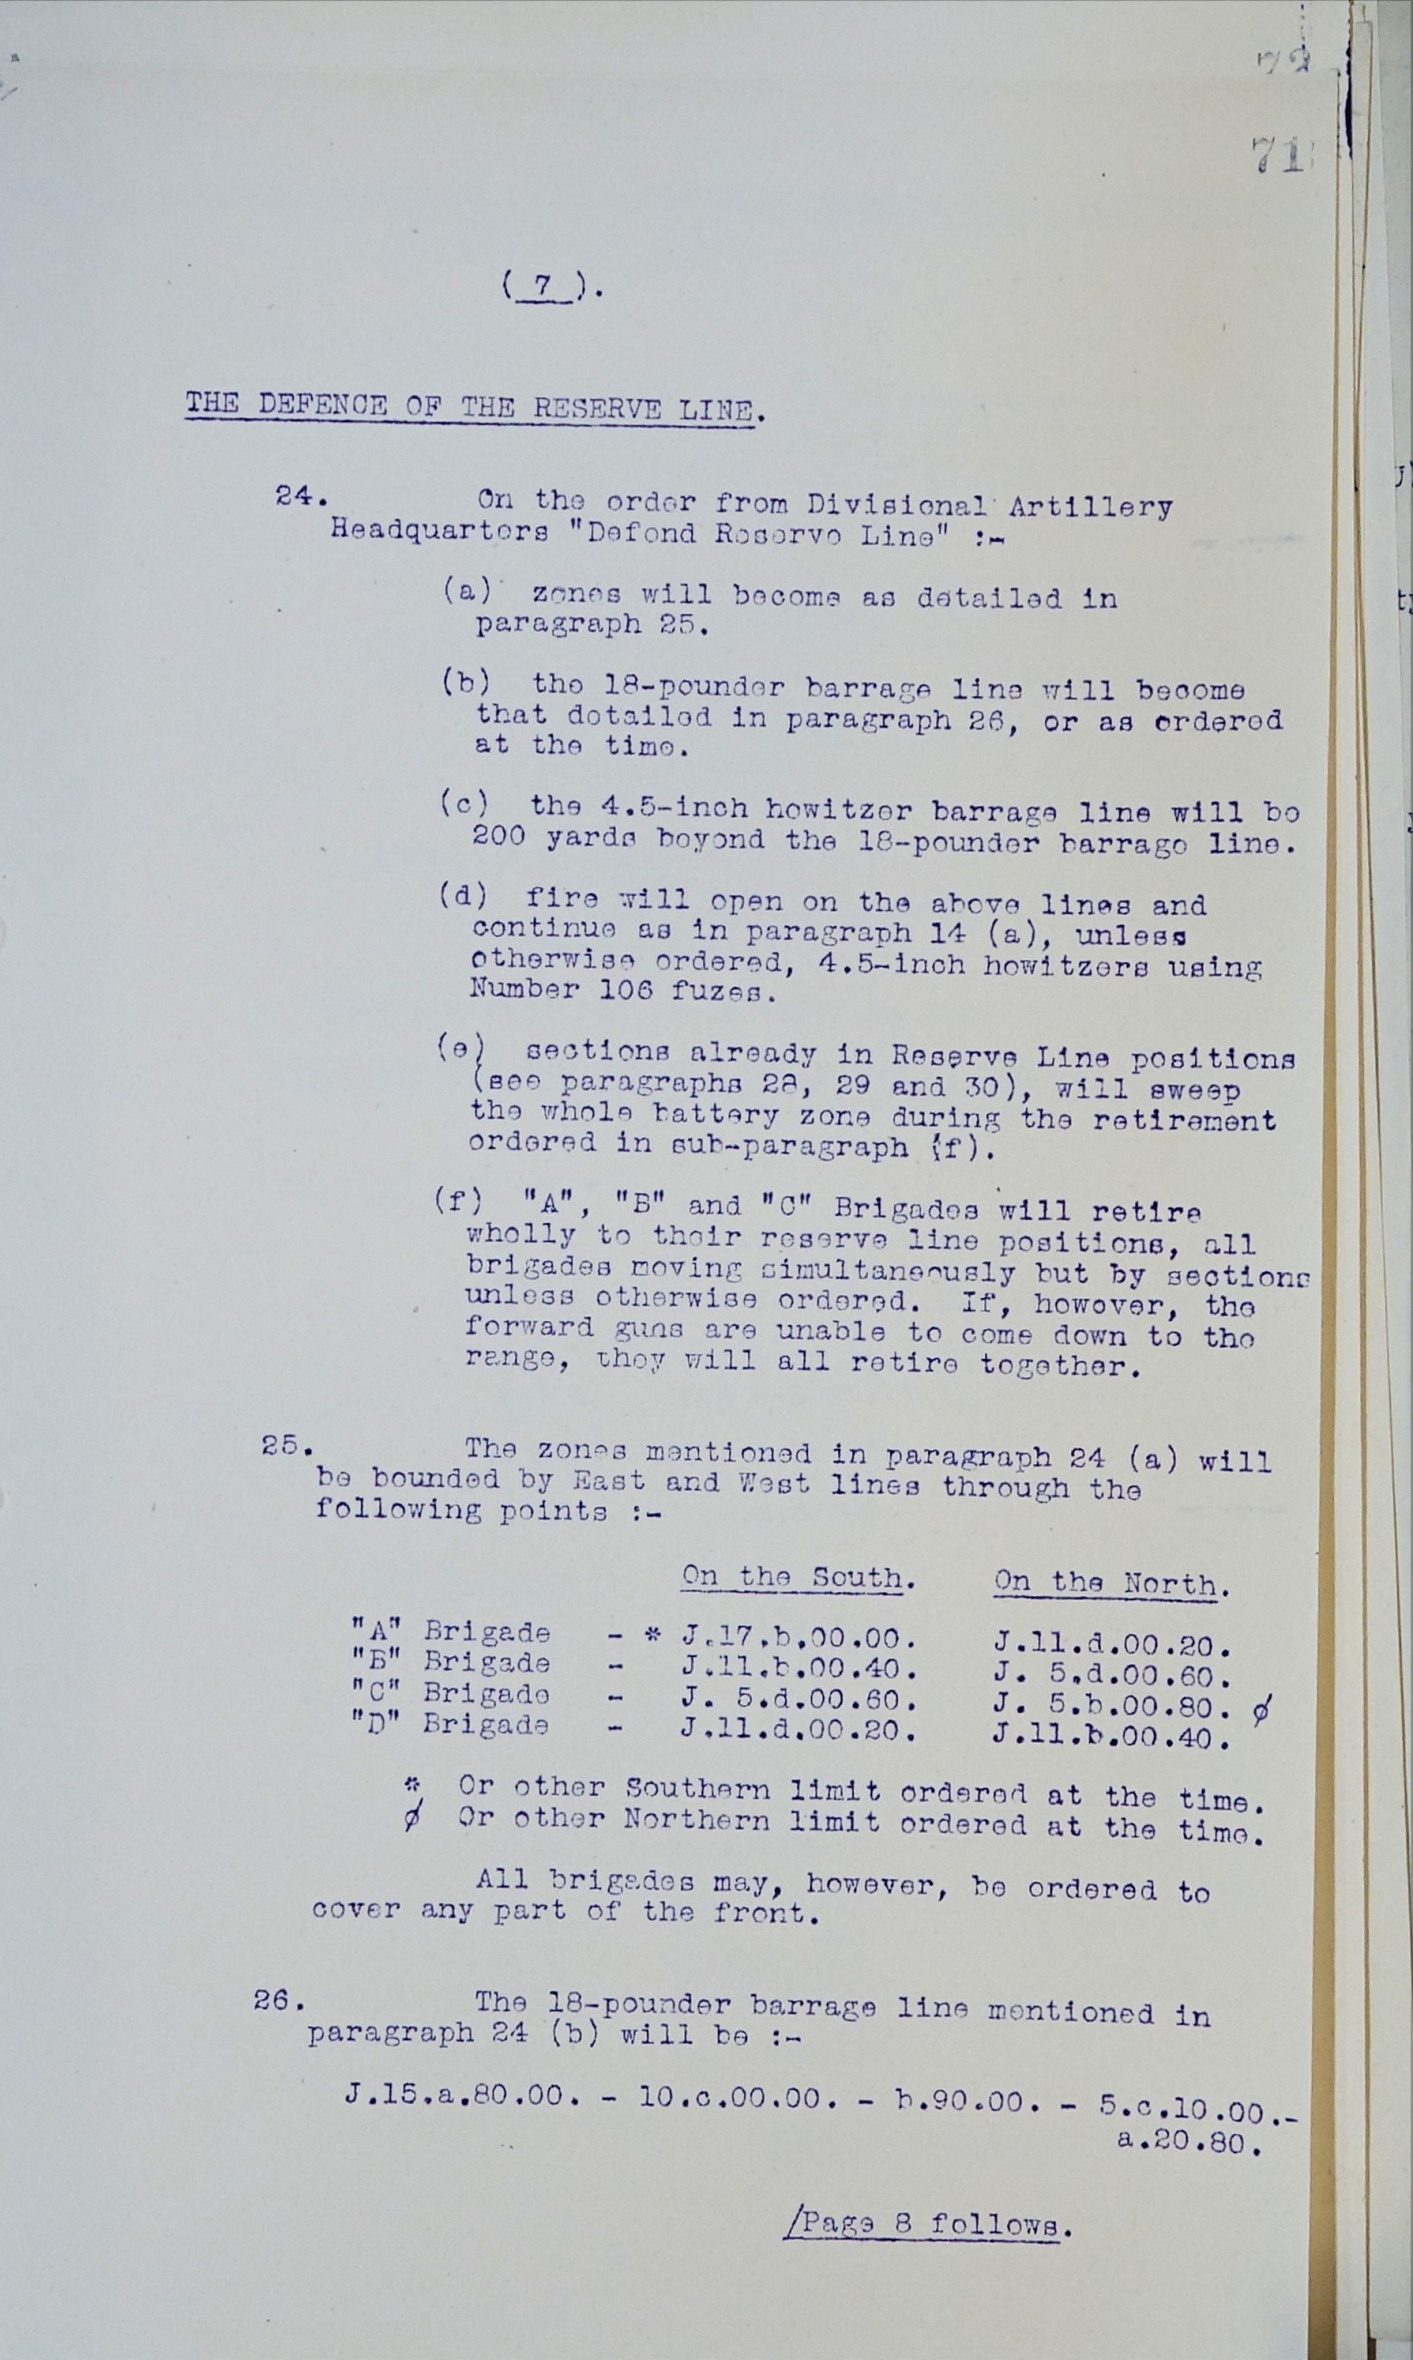 72
71
( 7 ).
THE DEFENCE OF THE RESERVE LINE.
24. On the order from Divisional Artillery
Headquarters "Defend Reserve Line" :-
(a) zones will become as detailed in
paragraph 25.
(b) the 18-pounder barrage line will become
that detailed in paragraph 26, or as ordered
at the time.
(c) the 4.5-inch howitzer barrage line will be
200 yards beyond the 18-pounder barrage line.
(d) fire will open on the above lines and
continue as in paragraph 14 (a), unless
otherwise ordered, 4.5-inch howitzers using
Number 106 fuzes.
(e) sections already in Reserve Line positions
(see paragraphs 28, 29 and 30), will sweep
the whole battery zone during the retirement
ordered in sub-paragraph (f).
(f) "A", "B" and "C" Brigades will retire
wholly to their reserve line positions, all
brigades moving simultaneously but by sections
unless otherwise ordered. If, however, the
forward guns are unable to come down to the
range, they will all retire together.
25. The zones mentioned in paragraph 24 (a) will
be bounded by East and West lines through the
following points :-
On the South. On the North.
"A" Brigade - * J.17.b.00.00. J.11.d.00.20.
"B" Brigade - J.11.b.00.40. J. 5.d.00.60.
"C" Brigade - J. 5.d.00.60. J. 5.b.00.80. ϕ
"D" Brigade - J.11.d.00.20. J.11.b.00.40.
* Or other Southern limit ordered at the time.
ϕ Or other Northern limit ordered at the time.
All brigades may, however, be ordered to
cover any part of the front.
26. The 18-pounder barrage line mentioned in
paragraph 24 (b) will be :-
J.15.a.80.00. - 10.c.00.00. - b.90.00. - 5.c.10.00.-
a.20.80.
/Page 8 follows.